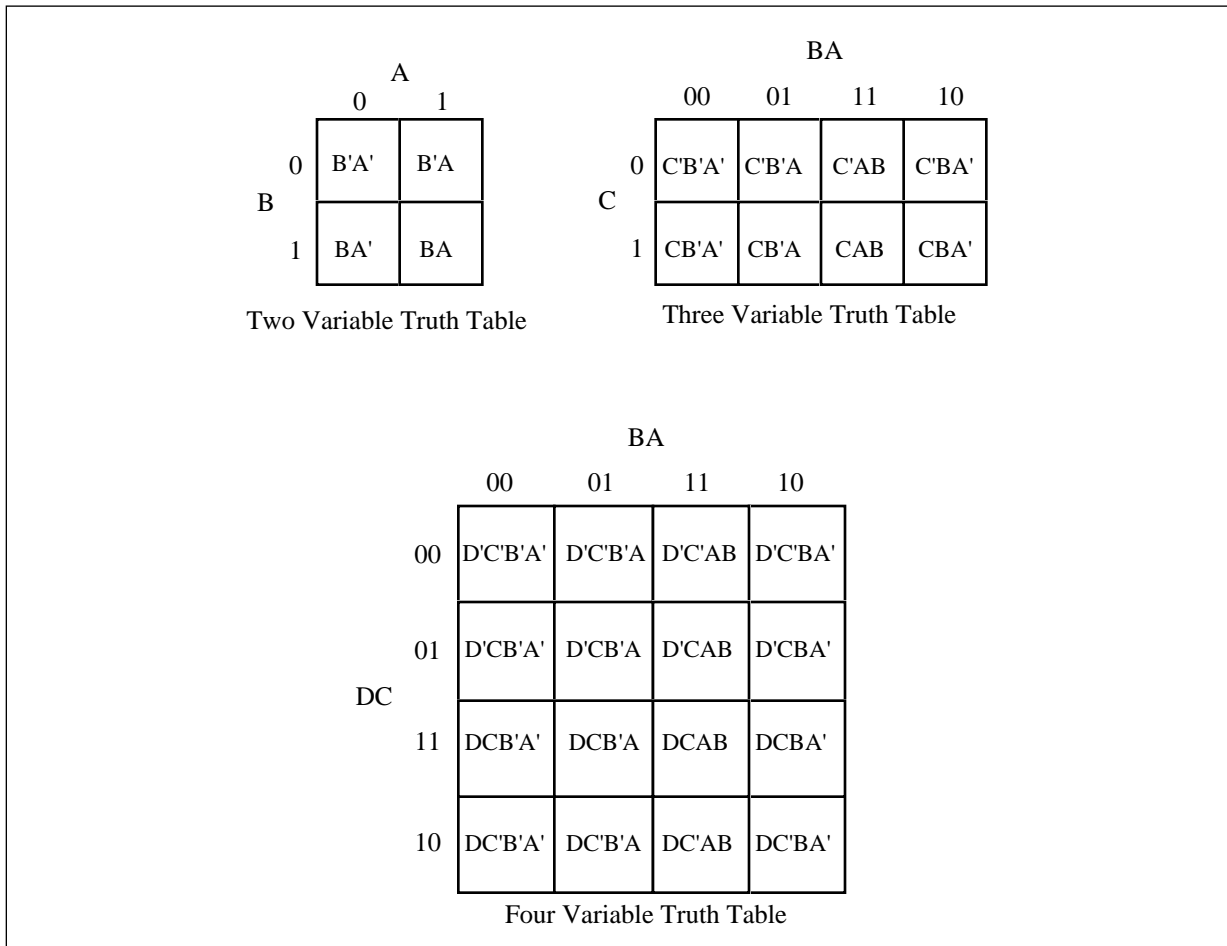 A
0 1
0 B'A' B'A
B
1 BA' BA
Two Variable Truth Table
BA
00 01 11 10
0 C'B'A' C'B'A C'AB C'BA'
C
1 CB'A' CB'A CAB CBA'
Three Variable Truth Table
BA
00 01 11 10
00 D'C'B'A' D'C'B'A D'C'AB D'C'BA'
01 D'CB'A' D'CB'A D'CAB D'CBA'
DC
11 DCB'A' DCB'A DCAB DCBA'
10 DC'B'A' DC'B'A DC'AB DC'BA'
Four Variable Truth Table